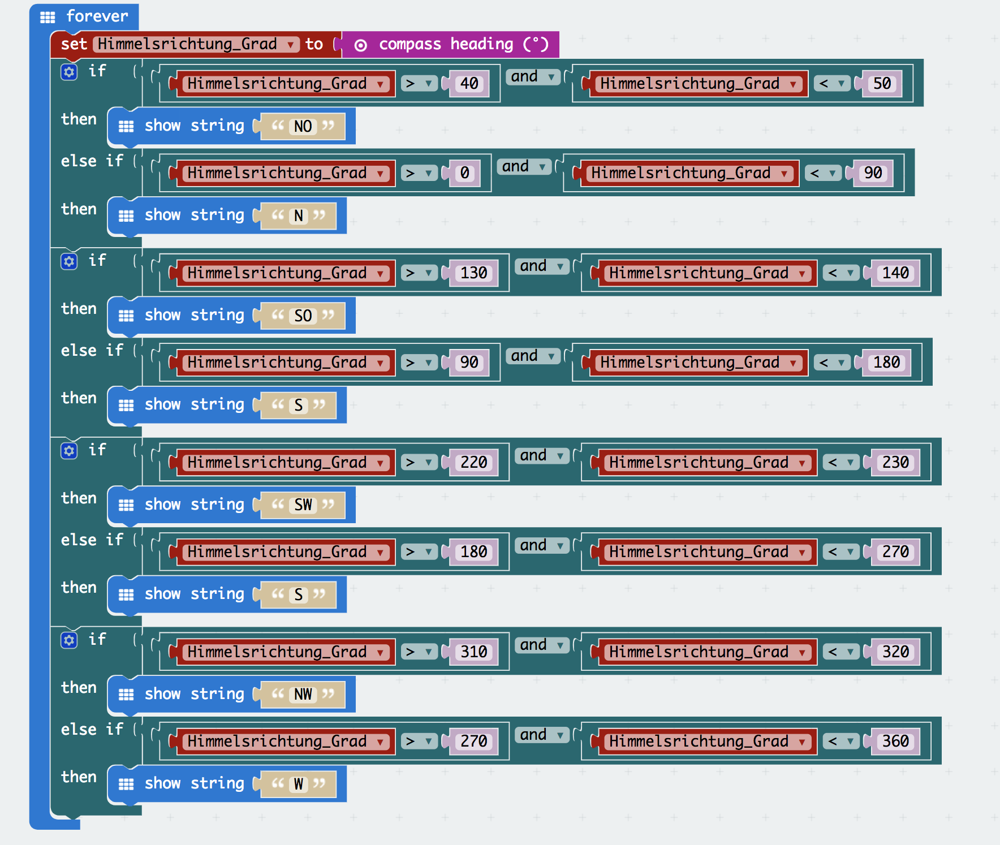 forever
set Himmelsrichtung_Grad to compass heading (°)
if Himmelsrichtung_Grad > 40 and Himmelsrichtung_Grad < 50
then show string “ NO ”
else if Himmelsrichtung_Grad > 0 and Himmelsrichtung_Grad < 90
then show string “ N ”
if Himmelsrichtung_Grad > 130 and Himmelsrichtung_Grad < 140
then show string “ SO ”
else if Himmelsrichtung_Grad > 90 and Himmelsrichtung_Grad < 180
then show string “ S ”
if Himmelsrichtung_Grad > 220 and Himmelsrichtung_Grad < 230
then show string “ SW ”
else if Himmelsrichtung_Grad > 180 and Himmelsrichtung_Grad < 270
then show string “ S ”
if Himmelsrichtung_Grad > 310 and Himmelsrichtung_Grad < 320
then show string “ NW ”
else if Himmelsrichtung_Grad > 270 and Himmelsrichtung_Grad < 360
then show string “ W ”